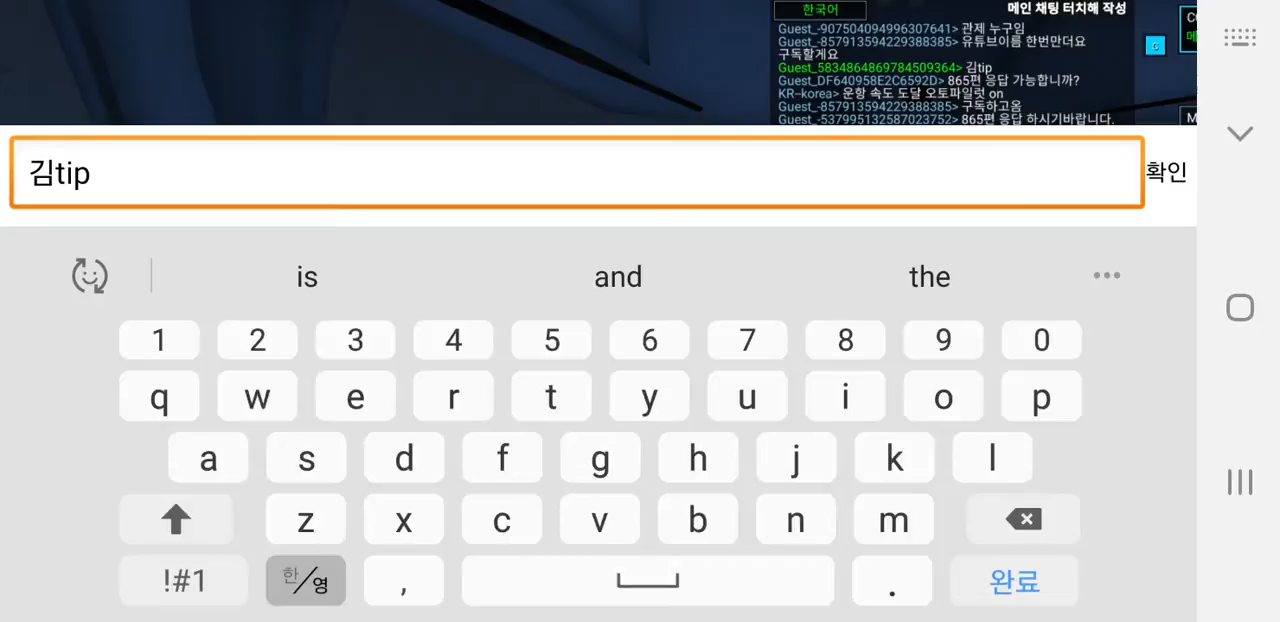 한국어
메인 채팅 터치해 작성
Guest_-907504094996307641> 관제 누구임
Guest_-857913594229388385> 유튜브이름 한번만더요
구독할게요
Guest_5834864869784509364> 김tip
Guest_DF640958E2C6592D> 865편 응답 가능합니까?
KR-korea> 운항 속도 도달 오토파일럿 on
Guest_-857913594229388385> 구독하고옴
Guest_-5379951325870237​52> 865편 응답 하시기바랍니다.
c
M
김tip
확인
is and the
1 2 3 4 5 6 7 8 9 0
q w e r t y u i o p
a s d f g h j k l
z x c v b n m
!#1 한/영 , . 완료